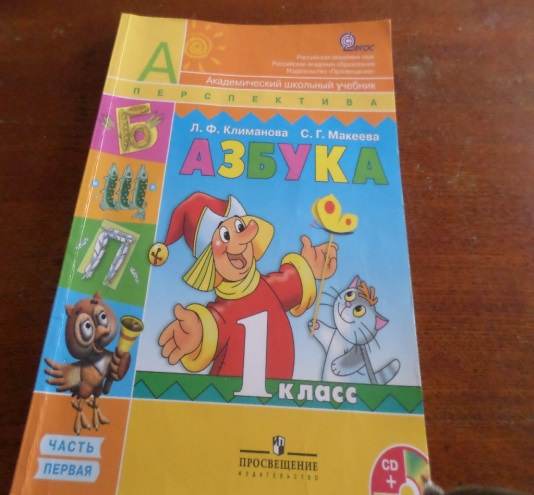 ФГОС
Российская академия наук
Российская академия образования
Издательство «Просвещение»
А
Академический школьный учебник
ПЕРСПЕКТИВА
Л. Ф. Климанова С. Г. Макеева
АЗБУКА
Б
Ш
П
1 класс
ЧАСТЬ
ПЕРВАЯ
ПРОСВЕЩЕНИЕ
ИЗДАТЕЛЬСТВО
CD
+